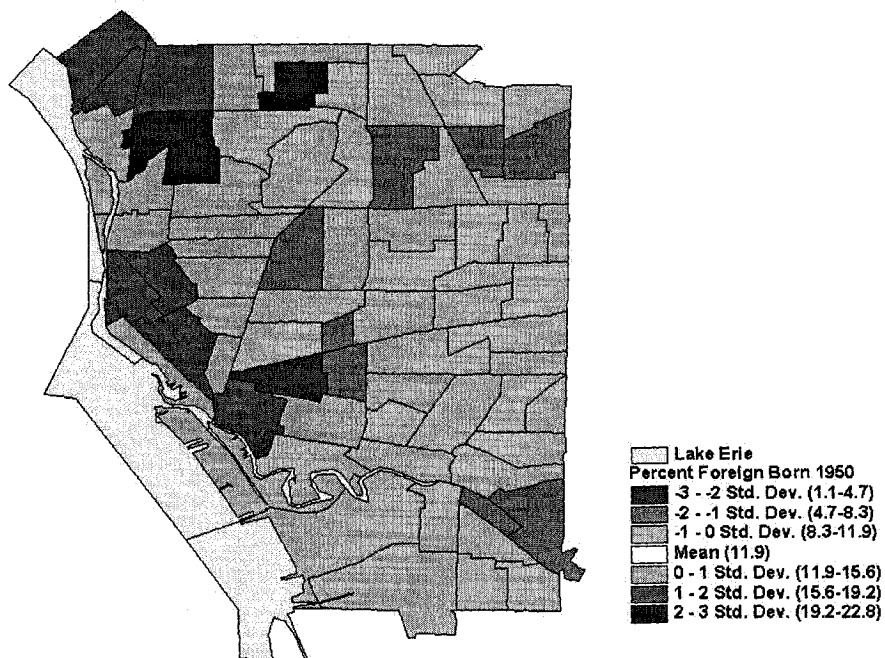 Lake Erie
Percent Foreign Born 1950
-3 - -2 Std. Dev. (1.1-4.7)
-2 - -1 Std. Dev. (4.7-8.3)
-1 - 0 Std. Dev. (8.3-11.9)
Mean (11.9)
0 - 1 Std. Dev. (11.9-15.6)
1 - 2 Std. Dev. (15.6-19.2)
2 - 3 Std. Dev. (19.2-22.8)